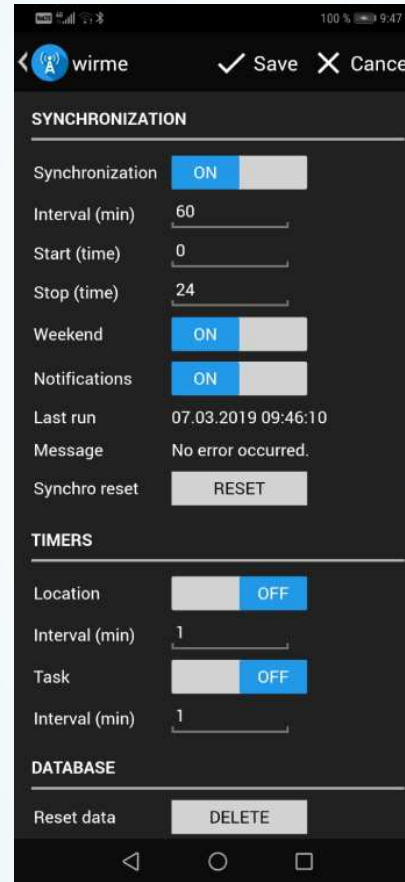 100 % 9:47
wirme Save Cance
SYNCHRONIZATION
Synchronization ON
Interval (min) 60
Start (time) 0
Stop (time) 24
Weekend ON
Notifications ON
Last run 07.03.2019 09:46:10
Message No error occurred.
Synchro reset RESET
TIMERS
Location OFF
Interval (min) 1
Task OFF
Interval (min) 1
DATABASE
Reset data DELETE